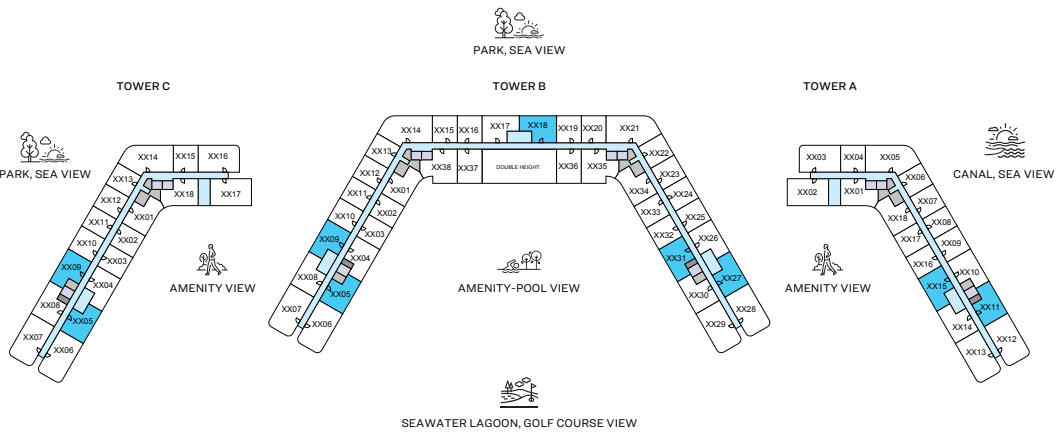 PARK, SEA VIEW
TOWER C
TOWER B
TOWER A
PARK, SEA VIEW
CANAL, SEA VIEW
XX14
XX15
XX16
XX13
XX12
XX11
XX10
XX09
XX08
XX07
XX06
XX05
XX04
XX03
XX02
XX01
XX18
XX17
AMENITY VIEW
XX14
XX15
XX16
XX17
XX18
XX19
XX20
XX21
XX13
XX12
XX11
XX10
XX09
XX08
XX07
XX06
XX05
XX04
XX03
XX02
XX01
XX38
XX37
DOUBLE HEIGHT
XX36
XX35
XX22
XX23
XX24
XX25
XX26
XX27
XX28
XX29
XX30
XX31
XX32
XX33
XX34
AMENITY-POOL VIEW
AMENITY VIEW
XX03
XX04
XX05
XX02
XX01
XX06
XX07
XX08
XX09
XX10
XX11
XX12
XX13
XX14
XX15
XX16
XX17
XX18
SEAWATER LAGOON, GOLF COURSE VIEW